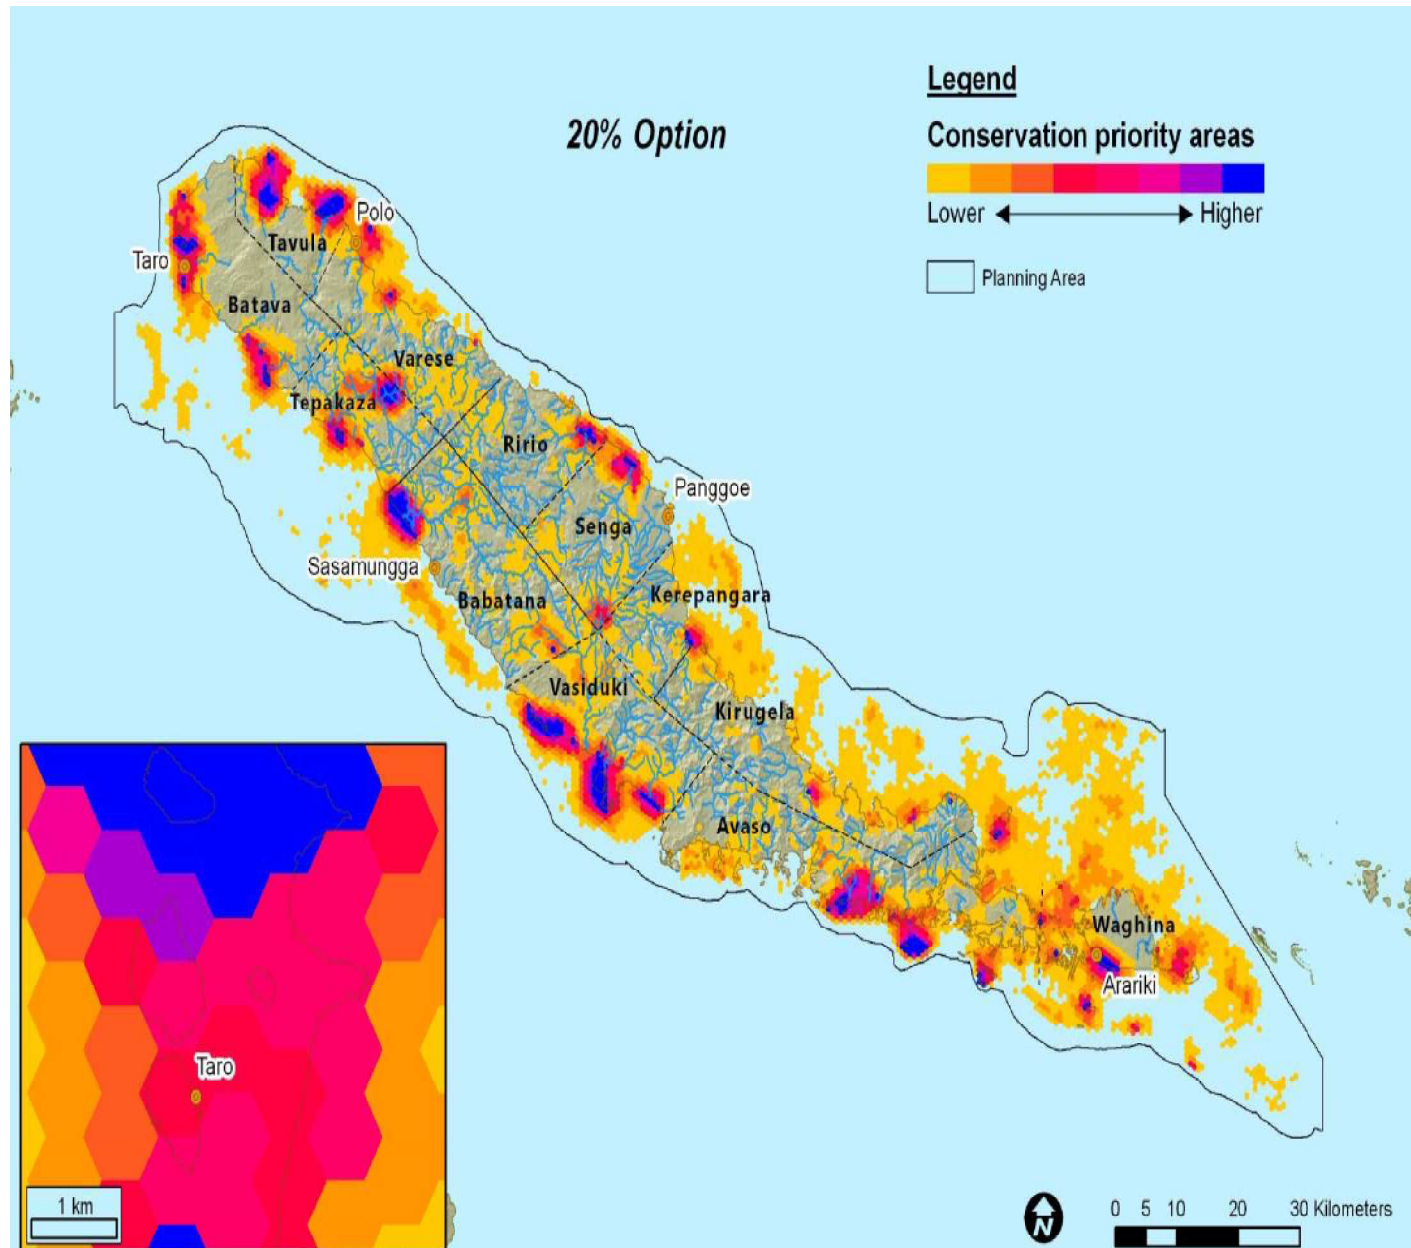 Legend
20% Option
Conservation priority areas
Lower
Higher
Planning Area
Polo
Tavula
Taro
Batava
Varese
Tepakaza
Ririo
Panggoe
Senga
Sasamungga
Babatana
Kerepangara
Vasiduki
Kirugela
Avaso
Waghina
Arariki
Taro
1 km
N
0 5 10 20 30 Kilometers